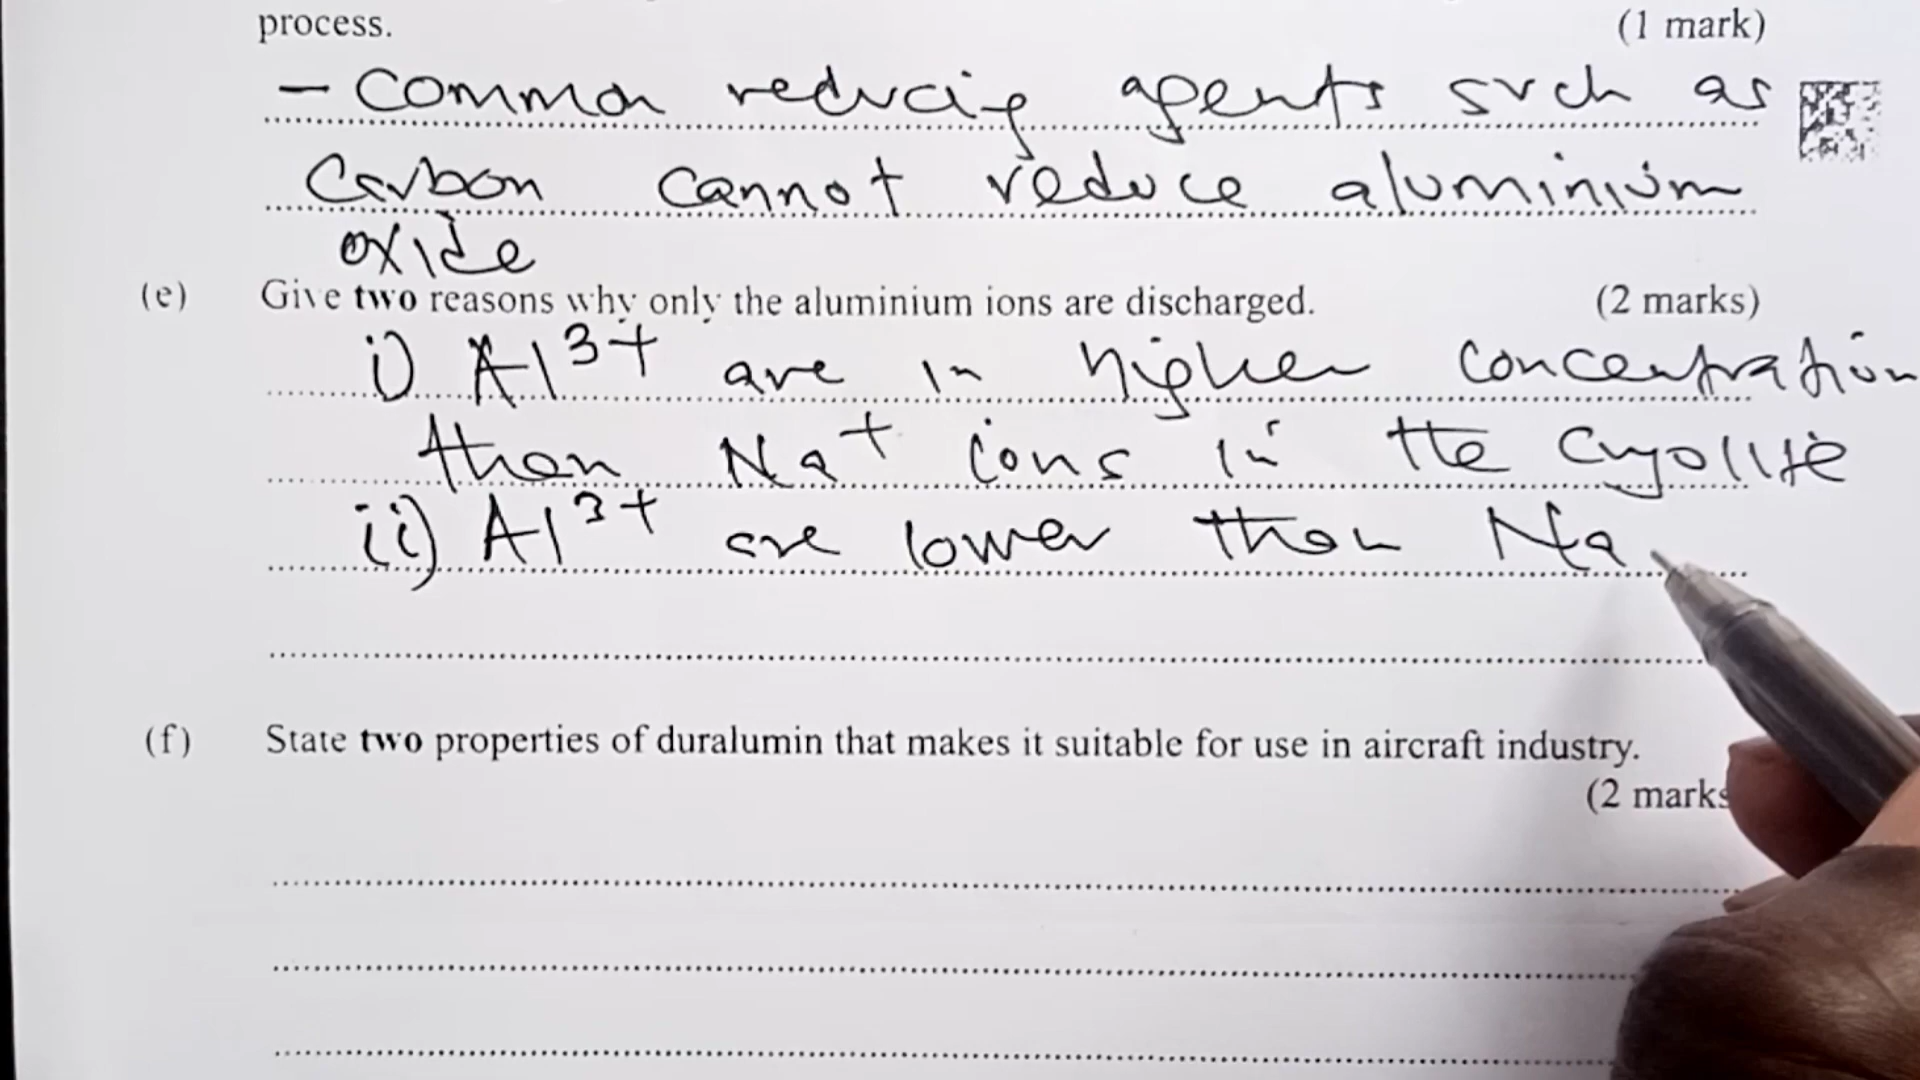 process. (1 mark)
- Common reducing agents such as
Carbon cannot reduce aluminium
oxide
(e) Give two reasons why only the aluminium ions are discharged. (2 marks)
i) Al³⁺ are in higher concentration
than Na⁺ ions in the Cryolite
ii) Al³⁺ are lower than Na
(f) State two properties of duralumin that makes it suitable for use in aircraft industry.
(2 marks